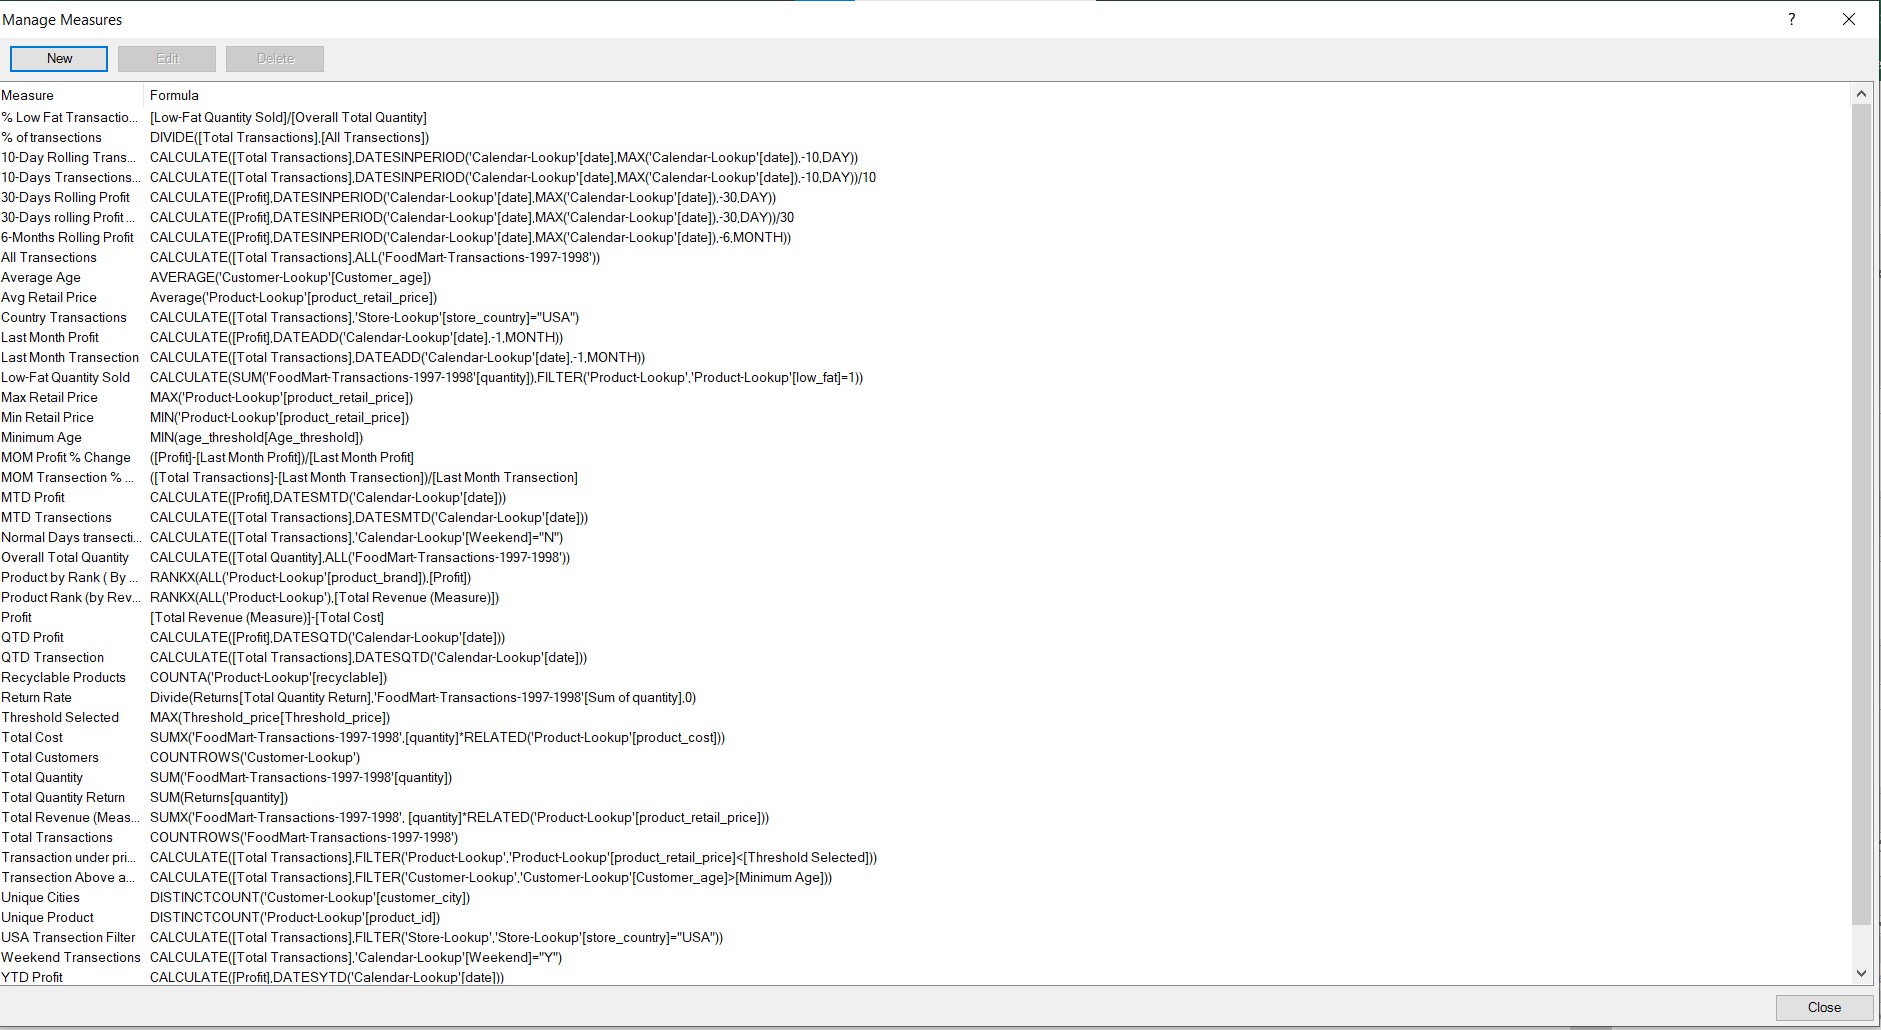 Manage Measures
?
New Edit Delete
Measure Formula
% Low Fat Transactio... [Low-Fat Quantity Sold]/[Overall Total Quantity]
% of transections DIVIDE([Total Transactions],[All Transections])
10-Day Rolling Trans... CALCULATE([Total Transactions],DATESINPERIOD('Calendar-Lookup'[date],MAX('Calendar-Lookup'[date]),-10,DAY))
10-Days Transections... CALCULATE([Total Transactions],DATESINPERIOD('Calendar-Lookup'[date],MAX('Calendar-Lookup'[date]),-10,DAY))/10
30-Days Rolling Profit CALCULATE([Profit],DATESINPERIOD('Calendar-Lookup'[date],MAX('Calendar-Lookup'[date]),-30,DAY))
30-Days rolling Profit ... CALCULATE([Profit],DATESINPERIOD('Calendar-Lookup'[date],MAX('Calendar-Lookup'[date]),-30,DAY))/30
6-Months Rolling Profit CALCULATE([Profit],DATESINPERIOD('Calendar-Lookup'[date],MAX('Calendar-Lookup'[date]),-6,MONTH))
All Transections CALCULATE([Total Transactions],ALL('FoodMart-Transactions-1997-1998'))
Average Age AVERAGE('Customer-Lookup'[Customer_age])
Avg Retail Price Average('Product-Lookup'[product_retail_price])
Country Transactions CALCULATE([Total Transactions],'Store-Lookup'[store_country]="USA")
Last Month Profit CALCULATE([Profit],DATEADD('Calendar-Lookup'[date],-1,MONTH))
Last Month Transection CALCULATE([Total Transactions],DATEADD('Calendar-Lookup'[date],-1,MONTH))
Low-Fat Quantity Sold CALCULATE(SUM('FoodMart-Transactions-1997-1998'[quantity]),FILTER('Product-Lookup','Product-Lookup'[low_fat]=1))
Max Retail Price MAX('Product-Lookup'[product_retail_price])
Min Retail Price MIN('Product-Lookup'[product_retail_price])
Minimum Age MIN(age_threshold[Age_threshold])
MOM Profit % Change ([Profit]-[Last Month Profit])/[Last Month Profit]
MOM Transection % ... ([Total Transactions]-[Last Month Transection])/[Last Month Transection]
MTD Profit CALCULATE([Profit],DATESMTD('Calendar-Lookup'[date]))
MTD Transections CALCULATE([Total Transactions],DATESMTD('Calendar-Lookup'[date]))
Normal Days transecti... CALCULATE([Total Transactions],'Calendar-Lookup'[Weekend]="N")
Overall Total Quantity CALCULATE([Total Quantity],ALL('FoodMart-Transactions-1997-1998'))
Product by Rank ( By ... RANKX(ALL('Product-Lookup'[product_brand]),[Profit])
Product Rank (by Rev... RANKX(ALL('Product-Lookup'),[Total Revenue (Measure)])
Profit [Total Revenue (Measure)]-[Total Cost]
QTD Profit CALCULATE([Profit],DATESQTD('Calendar-Lookup'[date]))
QTD Transection CALCULATE([Total Transactions],DATESQTD('Calendar-Lookup'[date]))
Recyclable Products COUNTA('Product-Lookup'[recyclable])
Return Rate Divide(Returns[Total Quantity Return],'FoodMart-Transactions-1997-1998'[Sum of quantity],0)
Threshold Selected MAX(Threshold_price[Threshold_price])
Total Cost SUMX('FoodMart-Transactions-1997-1998',[quantity]*RELATED('Product-Lookup'[product_cost]))
Total Customers COUNTROWS('Customer-Lookup')
Total Quantity SUM('FoodMart-Transactions-1997-1998'[quantity])
Total Quantity Return SUM(Returns[quantity])
Total Revenue (Meas... SUMX('FoodMart-Transactions-1997-1998', [quantity]*RELATED('Product-Lookup'[product_retail_price]))
Total Transactions COUNTROWS('FoodMart-Transactions-1997-1998')
Transaction under pri... CALCULATE([Total Transactions],FILTER('Product-Lookup','Product-Lookup'[product_retail_price]<[Threshold Selected]))
Transection Above a... CALCULATE([Total Transactions],FILTER('Customer-Lookup','Customer-Lookup'[Customer_age]>[Minimum Age]))
Unique Cities DISTINCTCOUNT('Customer-Lookup'[customer_city])
Unique Product DISTINCTCOUNT('Product-Lookup'[product_id])
USA Transection Filter CALCULATE([Total Transactions],FILTER('Store-Lookup','Store-Lookup'[store_country]="USA"))
Weekend Transections CALCULATE([Total Transactions],'Calendar-Lookup'[Weekend]="Y")
YTD Profit CALCULATE([Profit],DATESYTD('Calendar-Lookup'[date]))
Close